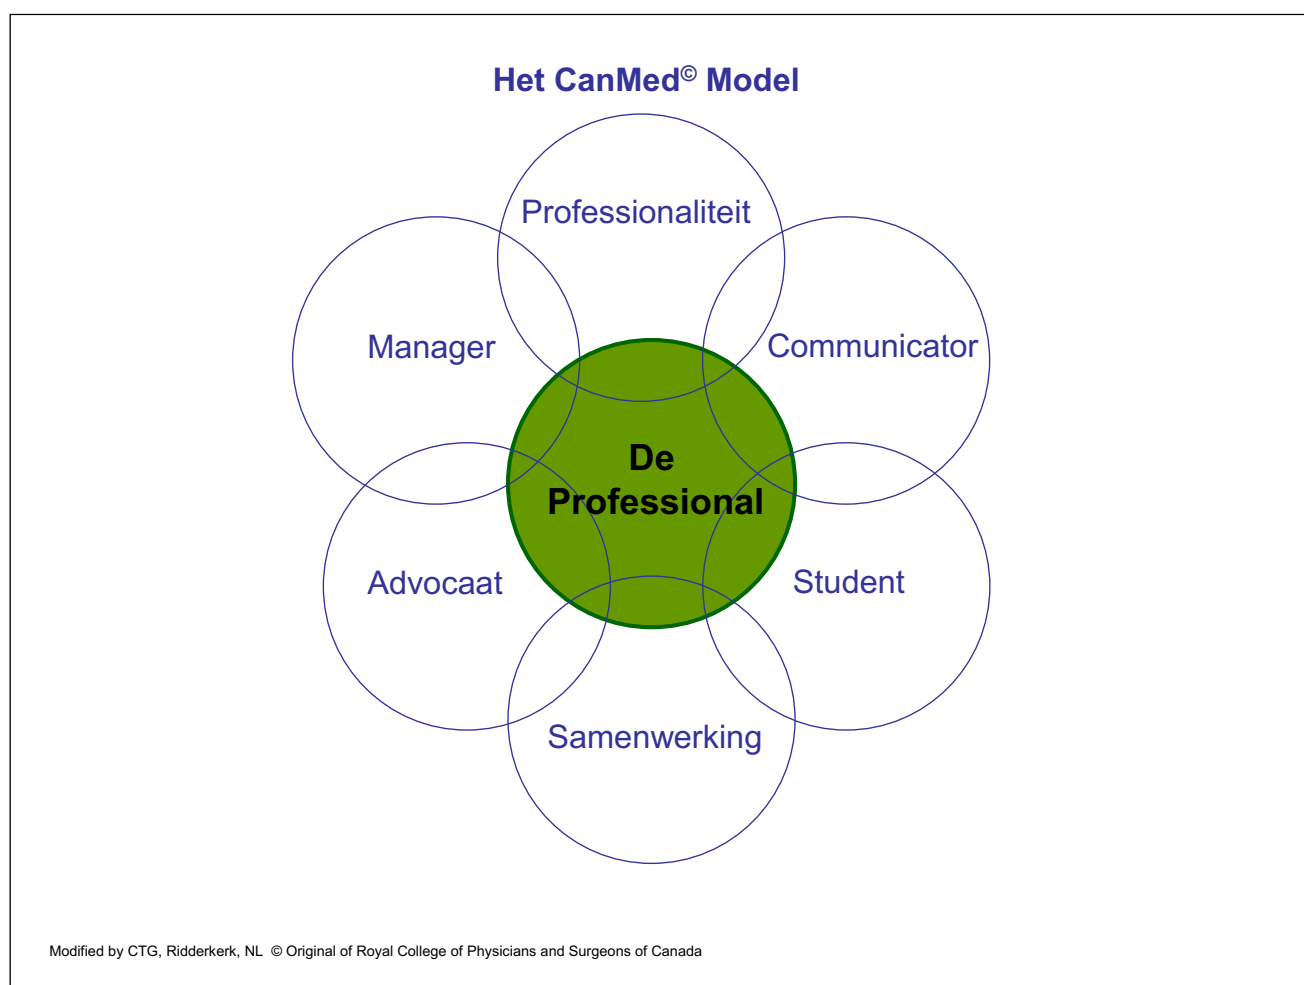 Het CanMed© Model
Professionaliteit
Manager
Communicator
De
Professional
Advocaat
Student
Samenwerking
Modified by CTG, Ridderkerk, NL © Original of Royal College of Physicians and Surgeons of Canada